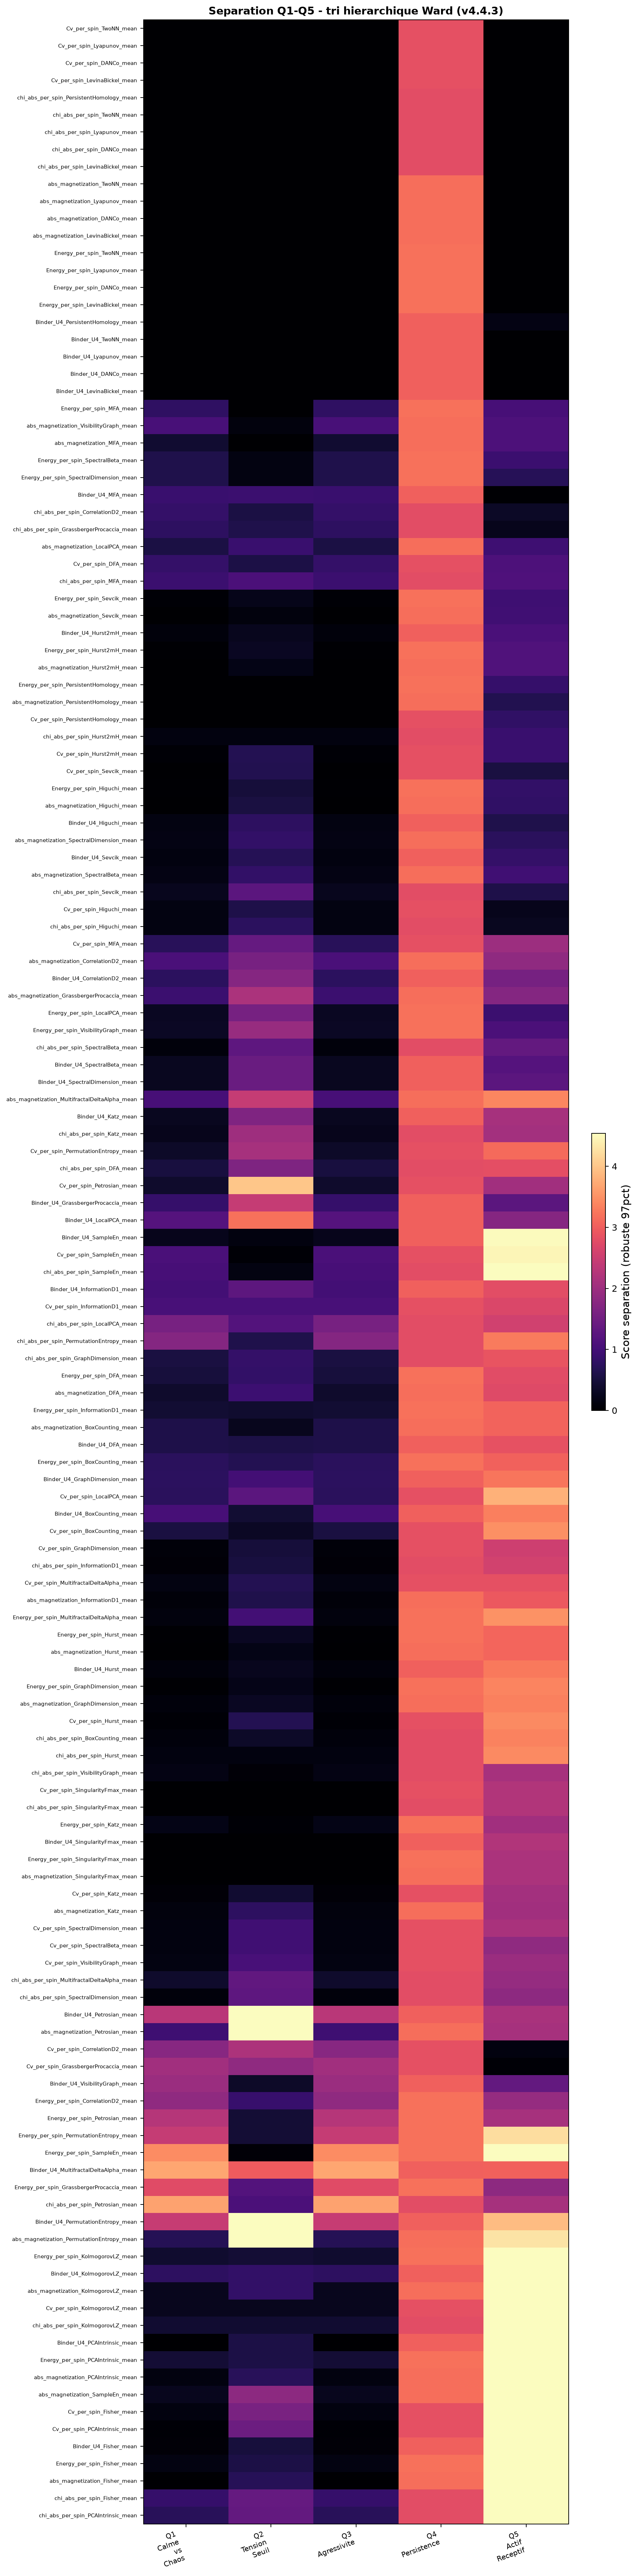 Separation Q1-Q5 - tri hierarchique Ward (v4.4.3)
Cv_per_spin_TwoNN_mean
Cv_per_spin_Lyapunov_mean
Cv_per_spin_DANCo_mean
Cv_per_spin_LevinaBickel_mean
chi_abs_per_spin_PersistentHomology_mean
chi_abs_per_spin_TwoNN_mean
chi_abs_per_spin_Lyapunov_mean
chi_abs_per_spin_DANCo_mean
chi_abs_per_spin_LevinaBickel_mean
abs_magnetization_TwoNN_mean
abs_magnetization_Lyapunov_mean
abs_magnetization_DANCo_mean
abs_magnetization_LevinaBickel_mean
Energy_per_spin_TwoNN_mean
Energy_per_spin_Lyapunov_mean
Energy_per_spin_DANCo_mean
Energy_per_spin_LevinaBickel_mean
Binder_U4_PersistentHomology_mean
Binder_U4_TwoNN_mean
Binder_U4_Lyapunov_mean
Binder_U4_DANCo_mean
Binder_U4_LevinaBickel_mean
Energy_per_spin_MFA_mean
abs_magnetization_VisibilityGraph_mean
abs_magnetization_MFA_mean
Energy_per_spin_SpectralBeta_mean
Energy_per_spin_SpectralDimension_mean
Binder_U4_MFA_mean
chi_abs_per_spin_CorrelationD2_mean
chi_abs_per_spin_GrassbergerProcaccia_mean
abs_magnetization_LocalPCA_mean
Cv_per_spin_DFA_mean
chi_abs_per_spin_MFA_mean
Energy_per_spin_Sevcik_mean
abs_magnetization_Sevcik_mean
Binder_U4_Hurst2mH_mean
Energy_per_spin_Hurst2mH_mean
abs_magnetization_Hurst2mH_mean
Energy_per_spin_PersistentHomology_mean
abs_magnetization_PersistentHomology_mean
Cv_per_spin_PersistentHomology_mean
chi_abs_per_spin_Hurst2mH_mean
Cv_per_spin_Hurst2mH_mean
Cv_per_spin_Sevcik_mean
Energy_per_spin_Higuchi_mean
abs_magnetization_Higuchi_mean
Binder_U4_Higuchi_mean
abs_magnetization_SpectralDimension_mean
Binder_U4_Sevcik_mean
abs_magnetization_SpectralBeta_mean
chi_abs_per_spin_Sevcik_mean
Cv_per_spin_Higuchi_mean
chi_abs_per_spin_Higuchi_mean
Cv_per_spin_MFA_mean
abs_magnetization_CorrelationD2_mean
Binder_U4_CorrelationD2_mean
abs_magnetization_GrassbergerProcaccia_mean
Energy_per_spin_LocalPCA_mean
Energy_per_spin_VisibilityGraph_mean
chi_abs_per_spin_SpectralBeta_mean
Binder_U4_SpectralBeta_mean
Binder_U4_SpectralDimension_mean
abs_magnetization_MultifractalDeltaAlpha_mean
Binder_U4_Katz_mean
chi_abs_per_spin_Katz_mean
Cv_per_spin_PermutationEntropy_mean
chi_abs_per_spin_DFA_mean
Cv_per_spin_Petrosian_mean
Binder_U4_GrassbergerProcaccia_mean
Binder_U4_LocalPCA_mean
Binder_U4_SampleEn_mean
Cv_per_spin_SampleEn_mean
chi_abs_per_spin_SampleEn_mean
Binder_U4_InformationD1_mean
Cv_per_spin_InformationD1_mean
chi_abs_per_spin_LocalPCA_mean
chi_abs_per_spin_PermutationEntropy_mean
chi_abs_per_spin_GraphDimension_mean
Energy_per_spin_DFA_mean
abs_magnetization_DFA_mean
Energy_per_spin_InformationD1_mean
abs_magnetization_BoxCounting_mean
Binder_U4_DFA_mean
Energy_per_spin_BoxCounting_mean
Binder_U4_GraphDimension_mean
Cv_per_spin_LocalPCA_mean
Binder_U4_BoxCounting_mean
Cv_per_spin_BoxCounting_mean
Cv_per_spin_GraphDimension_mean
chi_abs_per_spin_InformationD1_mean
Cv_per_spin_MultifractalDeltaAlpha_mean
abs_magnetization_InformationD1_mean
Energy_per_spin_MultifractalDeltaAlpha_mean
Energy_per_spin_Hurst_mean
abs_magnetization_Hurst_mean
Binder_U4_Hurst_mean
Energy_per_spin_GraphDimension_mean
abs_magnetization_GraphDimension_mean
Cv_per_spin_Hurst_mean
chi_abs_per_spin_BoxCounting_mean
chi_abs_per_spin_Hurst_mean
chi_abs_per_spin_VisibilityGraph_mean
Cv_per_spin_SingularityFmax_mean
chi_abs_per_spin_SingularityFmax_mean
Energy_per_spin_Katz_mean
Binder_U4_SingularityFmax_mean
Energy_per_spin_SingularityFmax_mean
abs_magnetization_SingularityFmax_mean
Cv_per_spin_Katz_mean
abs_magnetization_Katz_mean
Cv_per_spin_SpectralDimension_mean
Cv_per_spin_SpectralBeta_mean
Cv_per_spin_VisibilityGraph_mean
chi_abs_per_spin_MultifractalDeltaAlpha_mean
chi_abs_per_spin_SpectralDimension_mean
Binder_U4_Petrosian_mean
abs_magnetization_Petrosian_mean
Cv_per_spin_CorrelationD2_mean
Cv_per_spin_GrassbergerProcaccia_mean
Binder_U4_VisibilityGraph_mean
Energy_per_spin_CorrelationD2_mean
Energy_per_spin_Petrosian_mean
Energy_per_spin_PermutationEntropy_mean
Energy_per_spin_SampleEn_mean
Binder_U4_MultifractalDeltaAlpha_mean
Energy_per_spin_GrassbergerProcaccia_mean
chi_abs_per_spin_Petrosian_mean
Binder_U4_PermutationEntropy_mean
abs_magnetization_PermutationEntropy_mean
Energy_per_spin_KolmogorovLZ_mean
Binder_U4_KolmogorovLZ_mean
abs_magnetization_KolmogorovLZ_mean
Cv_per_spin_KolmogorovLZ_mean
chi_abs_per_spin_KolmogorovLZ_mean
Binder_U4_PCAIntrinsic_mean
Energy_per_spin_PCAIntrinsic_mean
abs_magnetization_PCAIntrinsic_mean
abs_magnetization_SampleEn_mean
Cv_per_spin_Fisher_mean
Cv_per_spin_PCAIntrinsic_mean
Binder_U4_Fisher_mean
Energy_per_spin_Fisher_mean
abs_magnetization_Fisher_mean
chi_abs_per_spin_Fisher_mean
chi_abs_per_spin_PCAIntrinsic_mean
Q1
Calme
vs
Chaos
Q2
Tension
Seuil
Q3
Agressivite
Q4
Persistence
Q5
Actif
Receptif
4
3
2
1
0
Score separation (robuste 97pct)